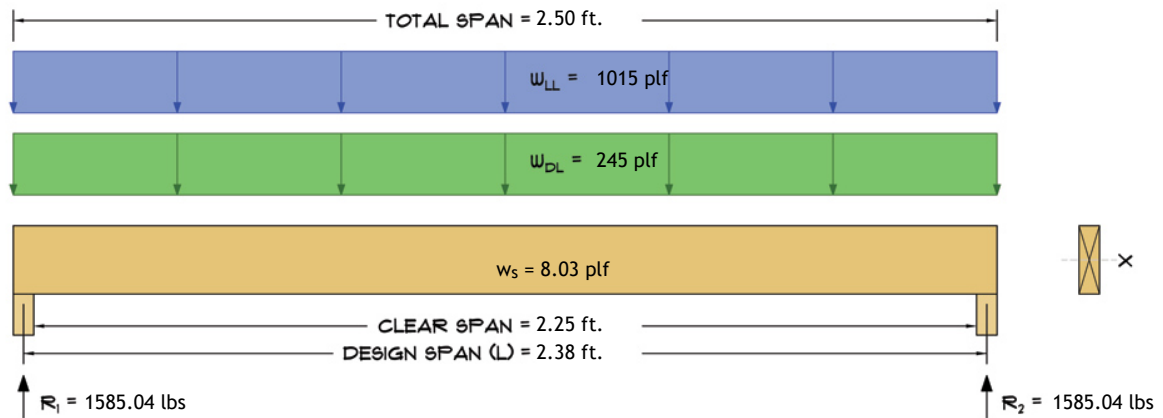 TOTAL SPAN = 2.50 ft.
wLL = 1015 plf
wDL = 245 plf
ws = 8.03 plf
X
CLEAR SPAN = 2.25 ft.
DESIGN SPAN (L) = 2.38 ft.
R1 = 1585.04 lbs
R2 = 1585.04 lbs